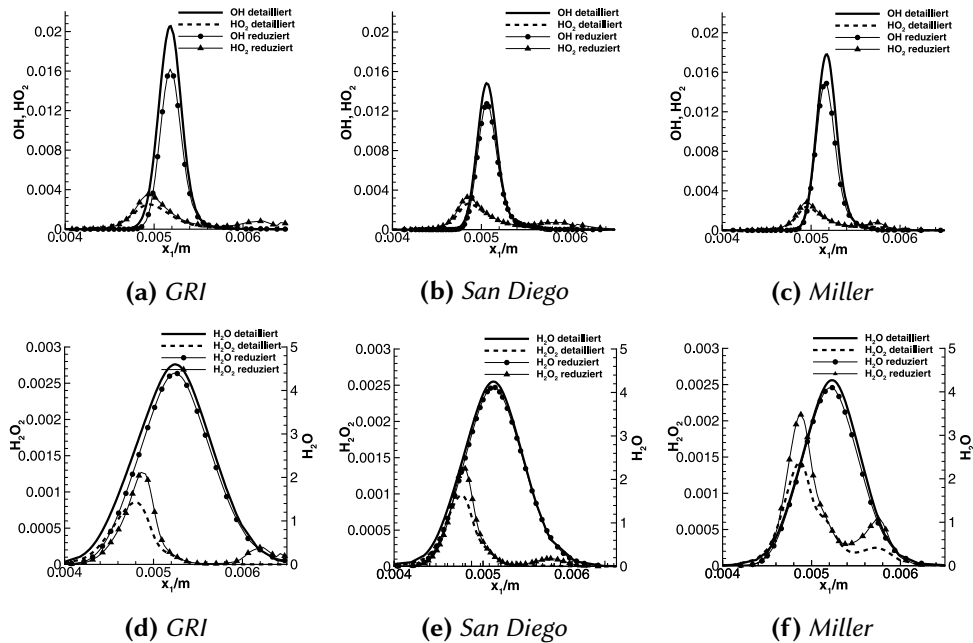 OH detailliert
HO2 detailliert
OH reduziert
HO2 reduziert
OH, HO2
0.02
0.016
0.012
0.008
0.004
0
0.004
0.005
0.006
x1/m
(a) GRI
OH detailliert
HO2 detailliert
OH reduziert
HO2 reduziert
0.02
0.016
0.012
0.008
0.004
0
0.004
0.005
0.006
x1/m
(b) San Diego
OH detailliert
HO2 detailliert
OH reduziert
HO2 reduziert
OH, HO2
0.02
0.016
0.012
0.008
0.004
0
0.004
0.005
0.006
x1/m
(c) Miller
H2O detailliert
H2O2 detailliert
H2O reduziert
H2O2 reduziert
H2O2
0.003
0.0025
0.002
0.0015
0.001
0.0005
0
0.004
0.005
0.006
x1/m
5
4
3
2
1
0
H2O
(d) GRI
H2O detailliert
H2O2 detailliert
H2O reduziert
H2O2 reduziert
H2O2
0.003
0.0025
0.002
0.0015
0.001
0.0005
0
0.004
0.005
0.006
x1/m
5
4
3
2
1
0
H2O
(e) San Diego
H2O detailliert
H2O2 detailliert
H2O reduziert
H2O2 reduziert
H2O2
0.003
0.0025
0.002
0.0015
0.001
0.0005
0
0.004
0.005
0.006
x1/m
5
4
3
2
1
0
H2O
(f) Miller